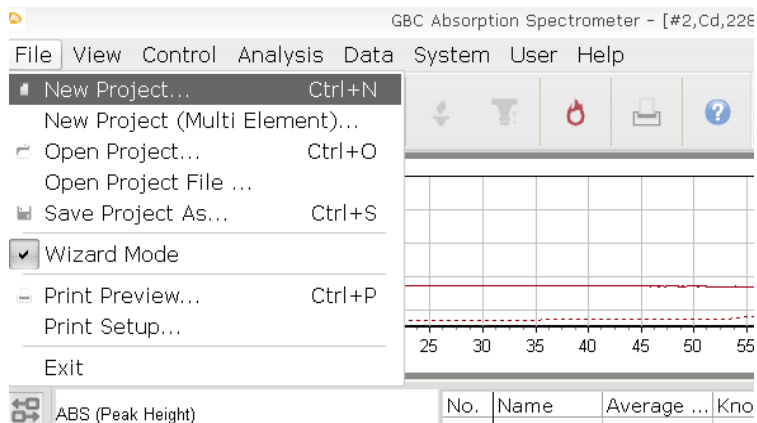 GBC Absorption Spectrometer - [#2,Cd,228
File View Control Analysis Data System User Help
New Project... Ctrl+N
New Project (Multi Element)...
Open Project... Ctrl+O
Open Project File ...
Save Project As... Ctrl+S
Wizard Mode
Print Preview... Ctrl+P
Print Setup...
Exit
25 30 35 40 45 50 55
ABS (Peak Height)
No. Name Average ... Kno